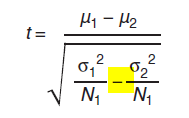 t = (μ₁ – μ₂) / √(σ₁² / N₁ – σ₂² / N₁)